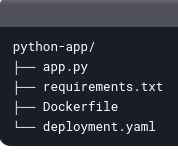 python-app/
├── app.py
├── requirements.txt
├── Dockerfile
└── deployment.yaml